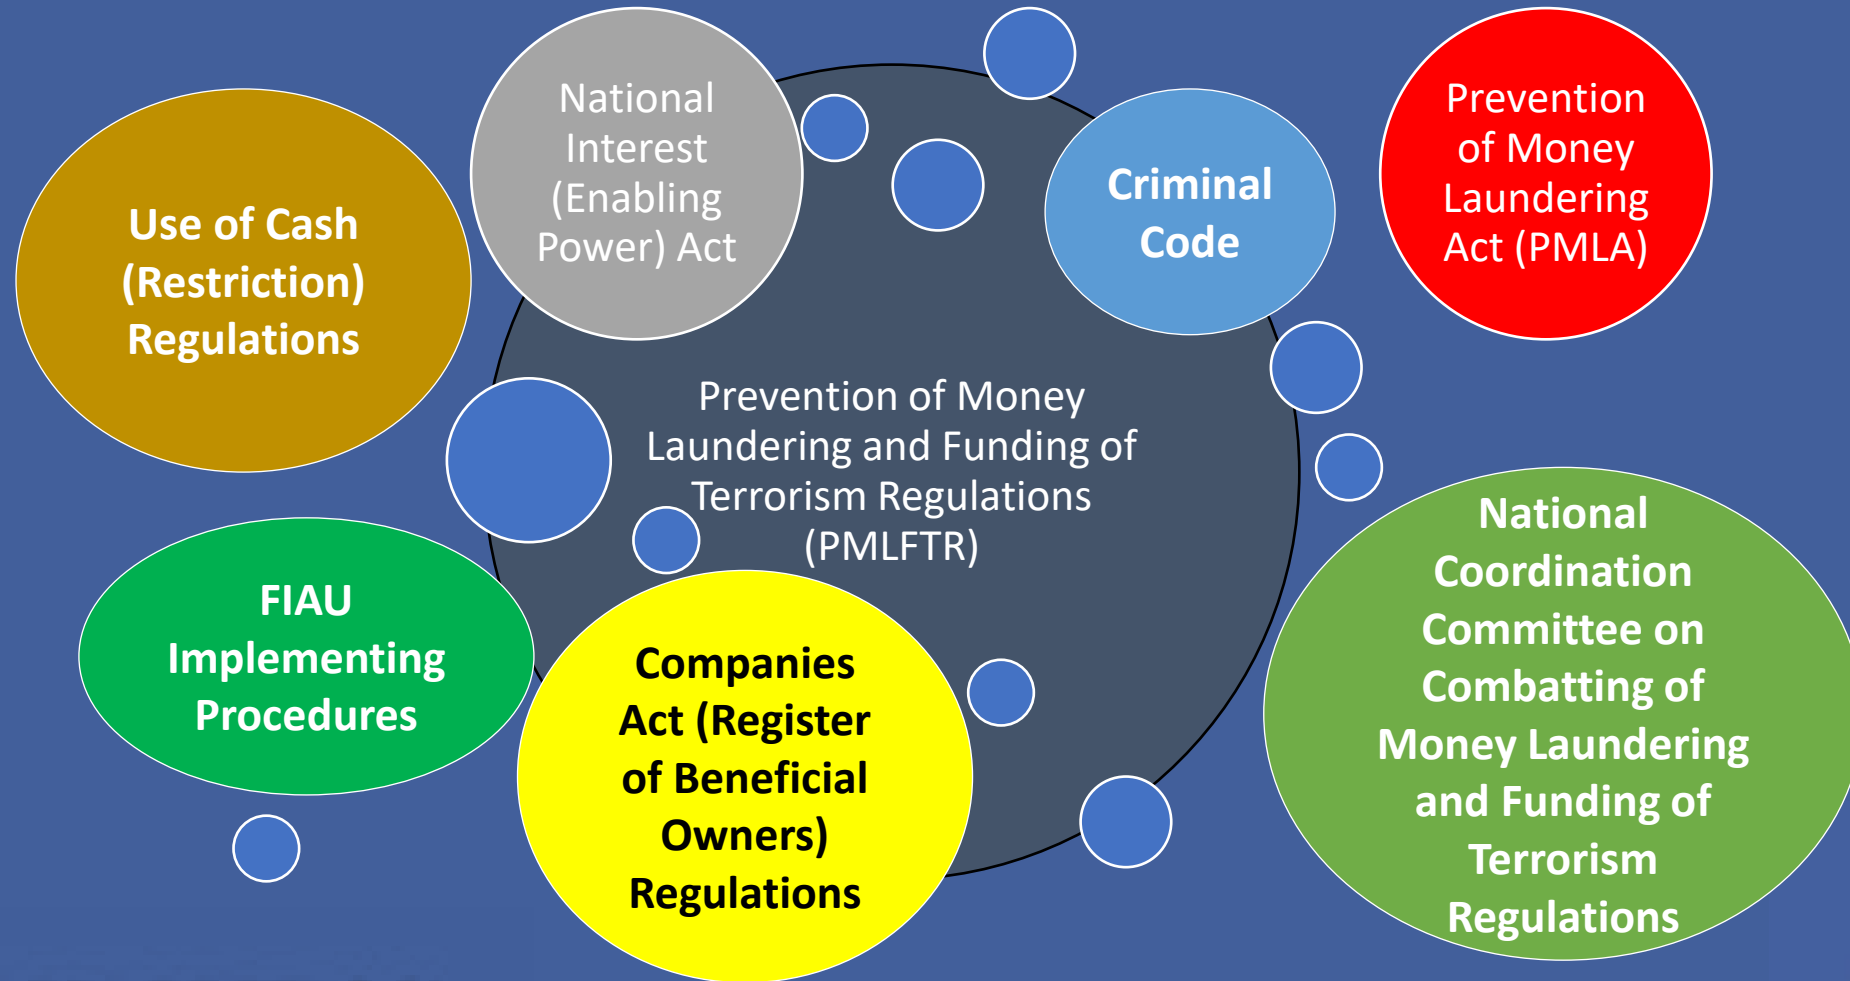 National
Interest
(Enabling
Power) Act
Prevention
of Money
Laundering
Act (PMLA)
Criminal
Code
Use of Cash
(Restriction)
Regulations
Prevention of Money
Laundering and Funding of
Terrorism Regulations
(PMLFTR)
FIAU
Implementing
Procedures
Companies
Act (Register
of Beneficial
Owners)
Regulations
National
Coordination
Committee on
Combatting of
Money Laundering
and Funding of
Terrorism
Regulations